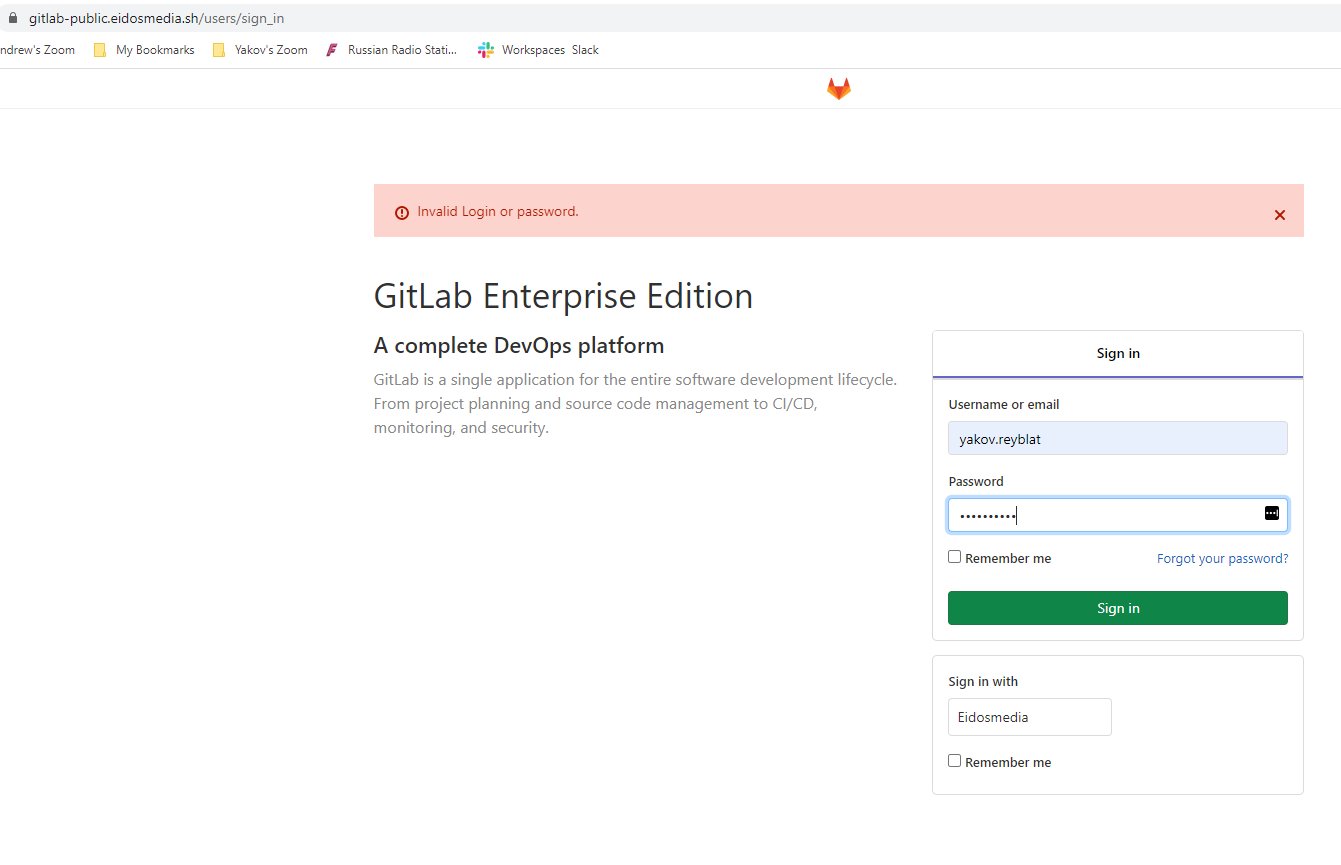 gitlab-public.eidosmedia.sh/users/sign_in
ndrew's Zoom My Bookmarks Yakov's Zoom Russian Radio Stati... Workspaces Slack
Invalid Login or password.
GitLab Enterprise Edition
A complete DevOps platform
GitLab is a single application for the entire software development lifecycle.
From project planning and source code management to CI/CD,
monitoring, and security.
Sign in
Username or email
yakov.reyblat
Password
••••••••••
Remember me Forgot your password?
Sign in
Sign in with
Eidosmedia
Remember me